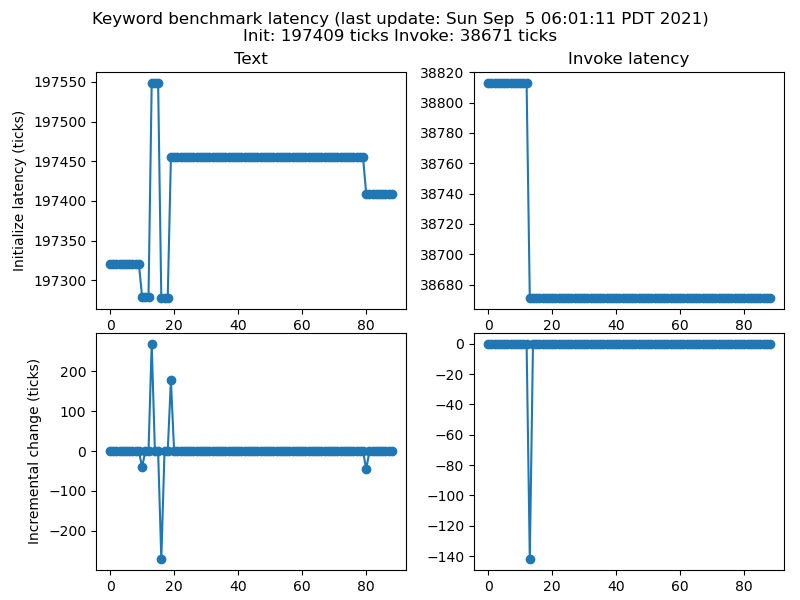 Keyword benchmark latency (last update: Sun Sep  5 06:01:11 PDT 2021)
Init: 197409 ticks Invoke: 38671 ticks
Text
Invoke latency
Initialize latency (ticks)
197550
197500
197450
197400
197350
197300
0 20 40 60 80
38820
38800
38780
38760
38740
38720
38700
38680
0 20 40 60 80
Incremental change (ticks)
200
100
0
−100
−200
0 20 40 60 80
0
−20
−40
−60
−80
−100
−120
−140
0 20 40 60 80